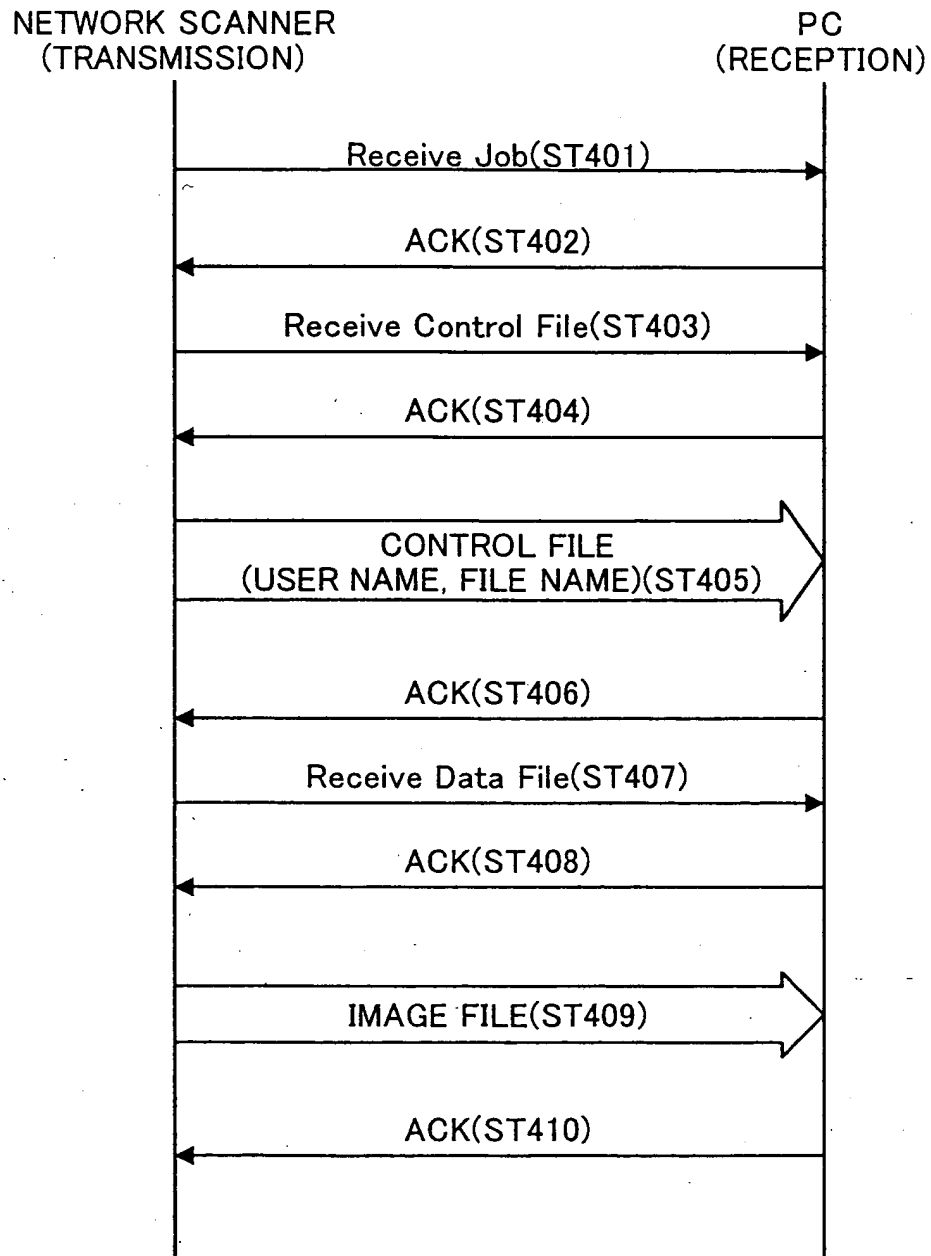 NETWORK SCANNER
(TRANSMISSION)
PC
(RECEPTION)
Receive Job(ST401)
ACK(ST402)
Receive Control File(ST403)
ACK(ST404)
CONTROL FILE
(USER NAME, FILE NAME)(ST405)
ACK(ST406)
Receive Data File(ST407)
ACK(ST408)
IMAGE FILE(ST409)
ACK(ST410)